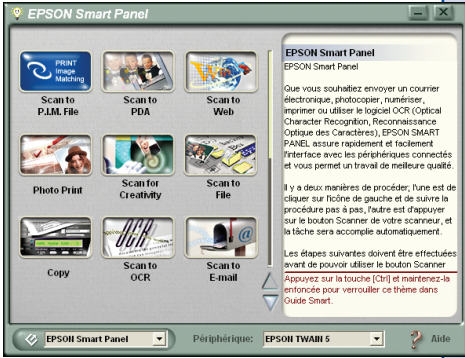 EPSON Smart Panel
PRINT
Image
Matching
Scan to
P.I.M. File
Scan to
PDA
Scan to
Web
Photo Print
Scan for
Creativity
Scan to
File
Copy
OCR
Scan to
OCR
@
Scan to
E-mail
EPSON Smart Panel
EPSON Smart Panel
Que vous souhaitiez envoyer un courrier
électronique, photocopier, numériser,
imprimer ou utiliser le logiciel OCR (Optical
Character Recognition, Reconnaissance
Optique des Caractères), EPSON SMART
PANEL assure rapidement et facilement
l'interface avec les périphériques connectés
et vous permet un travail de meilleure qualité.
Il y a deux manières de procéder; l'une est de
cliquer sur l'icône de gauche et de suivre la
procédure pas à pas, l'autre est d'appuyer
sur le bouton Scanner de votre scanneur, et
la tâche sera accomplie automatiquement.
Les étapes suivantes doivent être effectuées
avant de pouvoir utiliser le bouton Scanner
Appuyez sur la touche [Ctrl] et maintenez-la
enfoncée pour verrouiller ce thème dans
Guide Smart.
EPSON Smart Panel
Périphérique:
EPSON TWAIN 5
Aide